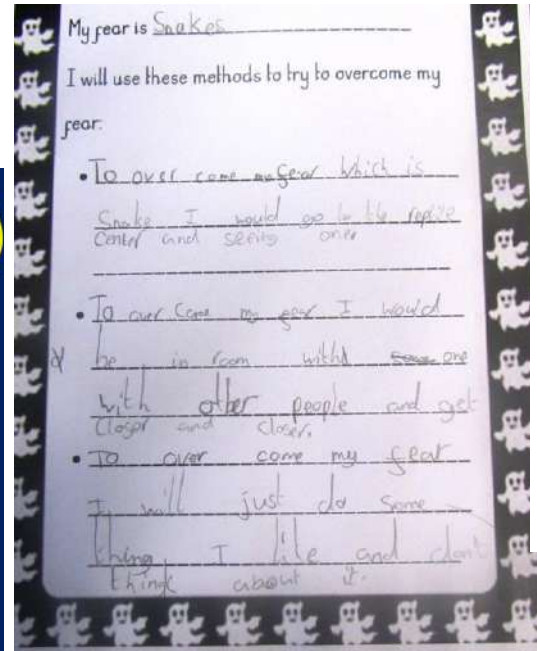 My fear is Snakes
I will use these methods to try to overcome my
fear.
• To over come my fear which is
Snake I would go to the reptile
Center and seeing one
• To over Come my fear I would
be in room with one
with other people and get
Closer and closer.
• To over come my fear
I will just do some
thing I like and dont
think about it.